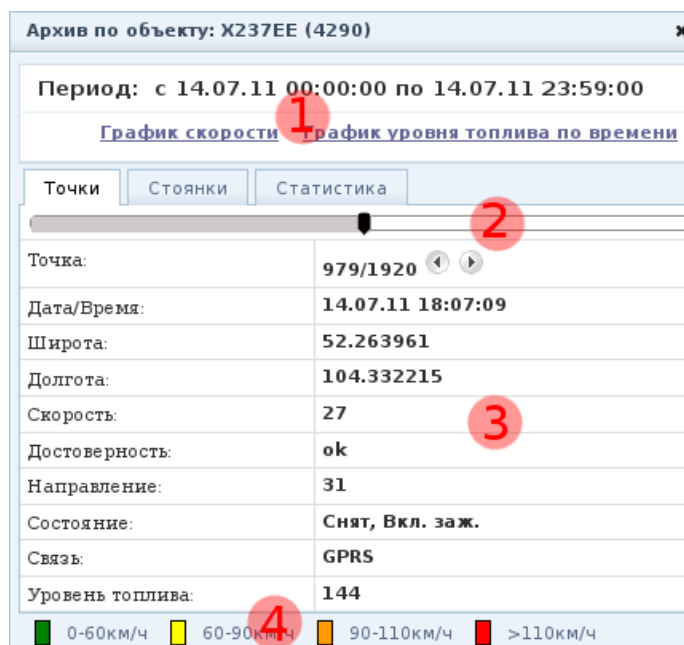 Архив по объекту: X237EE (4290)
Период: с 14.07.11 00:00:00 по 14.07.11 23:59:00
1
График скорости График уровня топлива по времени
Точки Стоянки Статистика
2
Точка: 979/1920
Дата/Время: 14.07.11 18:07:09
Широта: 52.263961
Долгота: 104.332215
Скорость: 27
3
Достоверность: ok
Направление: 31
Состояние: Снят, Вкл. заж.
Связь: GPRS
Уровень топлива: 144
4
0-60км/ч 60-90км/ч 90-110км/ч >110км/ч